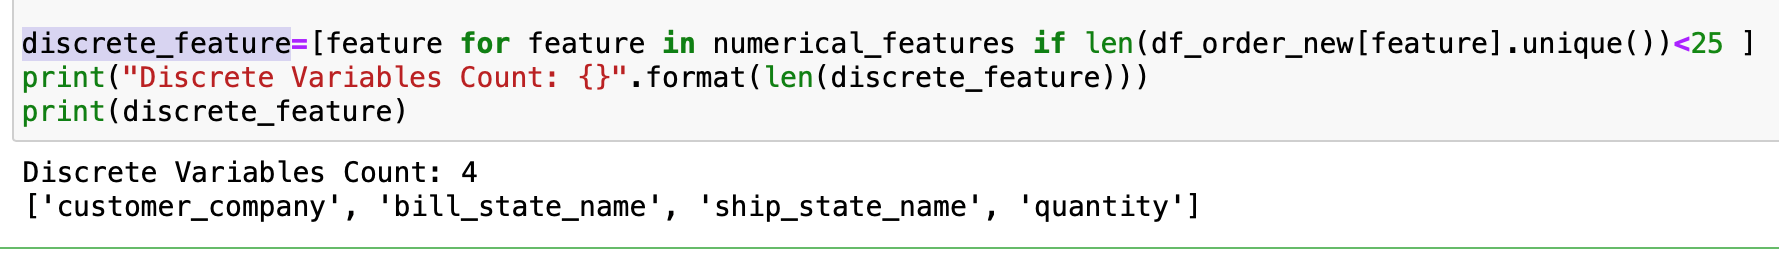 discrete_feature=[feature for feature in numerical_features if len(df_order_new[feature].unique())<25 ]
print("Discrete Variables Count: {}".format(len(discrete_feature)))
print(discrete_feature)
Discrete Variables Count: 4
['customer_company', 'bill_state_name', 'ship_state_name', 'quantity']